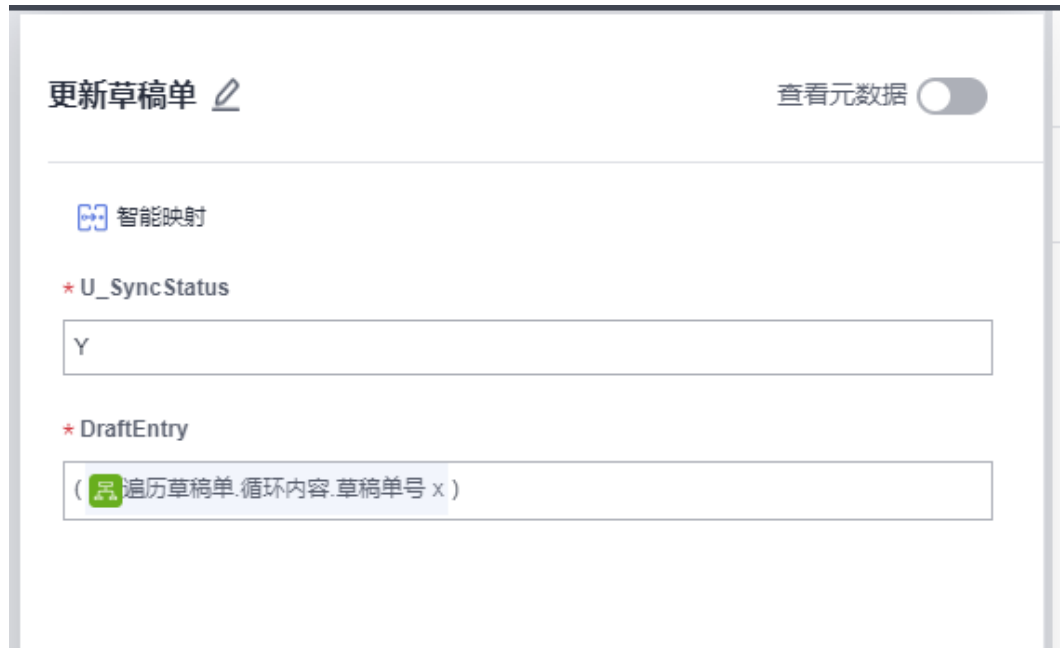 更新草稿单
查看元数据
智能映射
* U_SyncStatus
Y
* DraftEntry
( 遍历草稿单.循环内容.草稿单号 x )